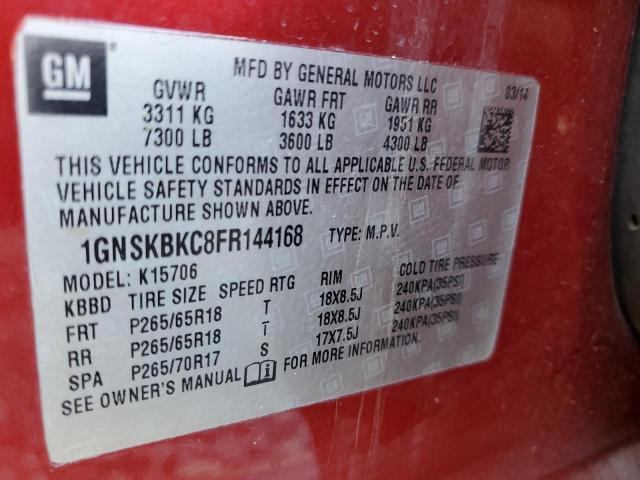 GM
MFD BY GENERAL MOTORS LLC
03/14
GVWR GAWR FRT GAWR RR
3311 KG 1633 KG 1951 KG
7300 LB 3600 LB 4300 LB
THIS VEHICLE CONFORMS TO ALL APPLICABLE U.S. FEDERAL MOTOR
VEHICLE SAFETY STANDARDS IN EFFECT ON THE DATE OF
MANUFACTURE SHOWN ABOVE.
1GNSKBKC8FR144168 TYPE: M.P.V.
MODEL: K15706
KBBD TIRE SIZE SPEED RTG RIM COLD TIRE PRESSURE
FRT P265/65R18 T 18X8.5J 240KPA(35PSI)
RR P265/65R18 T 18X8.5J 240KPA(35PSI)
SPA P265/70R17 S 17X7.5J 240KPA(35PSI)
SEE OWNER'S MANUAL i FOR MORE INFORMATION.